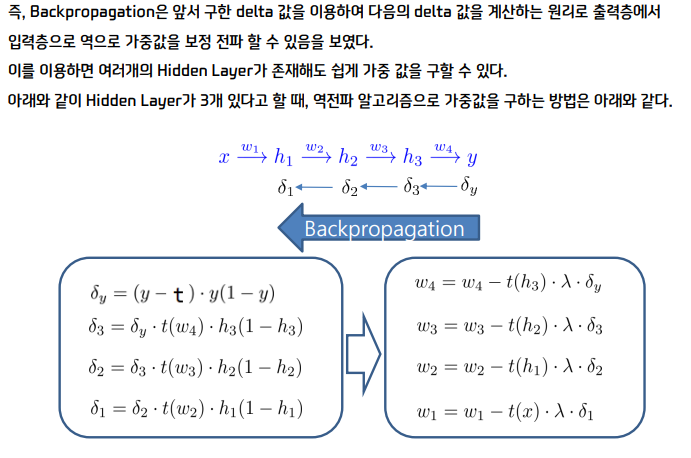 즉, Backpropagation은 앞서 구한 delta 값을 이용하여 다음의 delta 값을 계산하는 원리로 출력층에서
입력층으로 역으로 가중값을 보정 전파 할 수 있음을 보였다.
이를 이용하면 여러개의 Hidden Layer가 존재해도 쉽게 가중 값을 구할 수 있다.
아래와 같이 Hidden Layer가 3개 있다고 할 때, 역전파 알고리즘으로 가중값을 구하는 방법은 아래와 같다.
x —w₁→ h₁ —w₂→ h₂ —w₃→ h₃ —w₄→ y
δ₁ ← δ₂ ← δ₃ ← δ_y
Backpropagation
δ_y = (y − t) · y(1 − y)
δ₃ = δ_y · t(w₄) · h₃(1 − h₃)
δ₂ = δ₃ · t(w₃) · h₂(1 − h₂)
δ₁ = δ₂ · t(w₂) · h₁(1 − h₁)
w₄ = w₄ − t(h₃) · λ · δ_y
w₃ = w₃ − t(h₂) · λ · δ₃
w₂ = w₂ − t(h₁) · λ · δ₂
w₁ = w₁ − t(x) · λ · δ₁